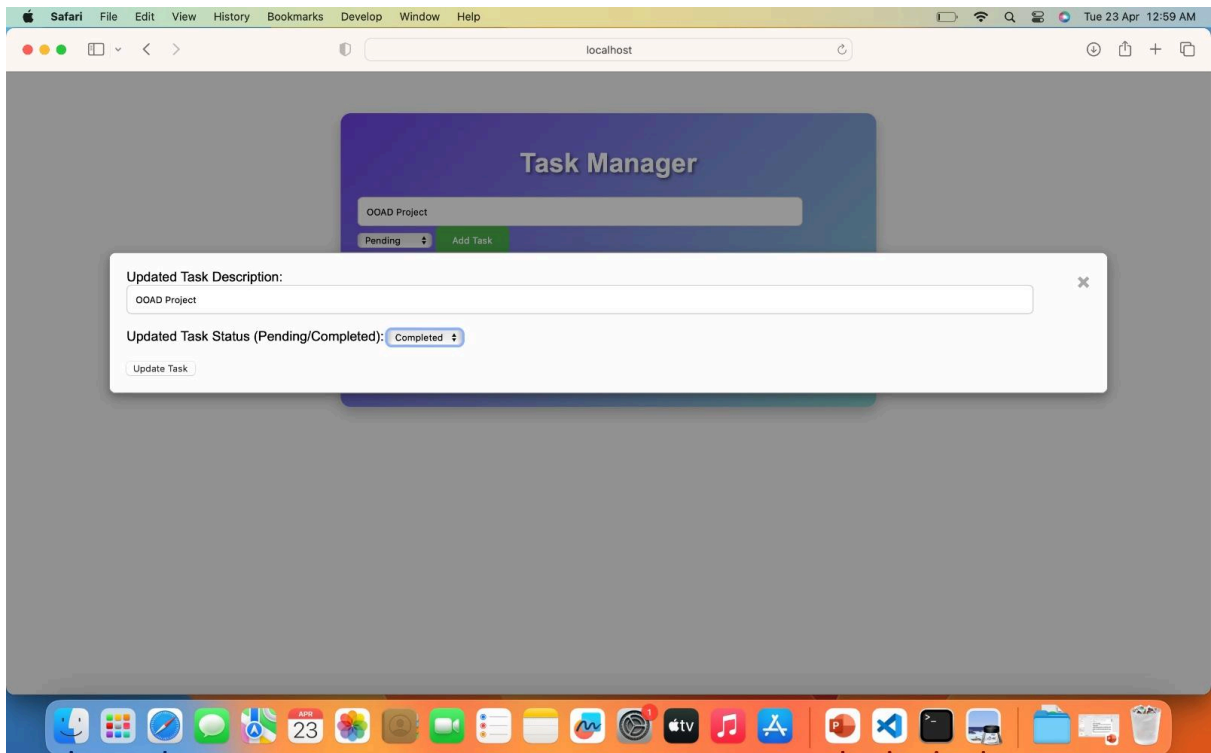 Safari File Edit View History Bookmarks Develop Window Help Tue 23 Apr 12:59 AM
localhost
Task Manager
OOAD Project
Pending Add Task
Updated Task Description:
OOAD Project
Updated Task Status (Pending/Completed): Completed
Update Task
APR
23
1
tv
P
>_